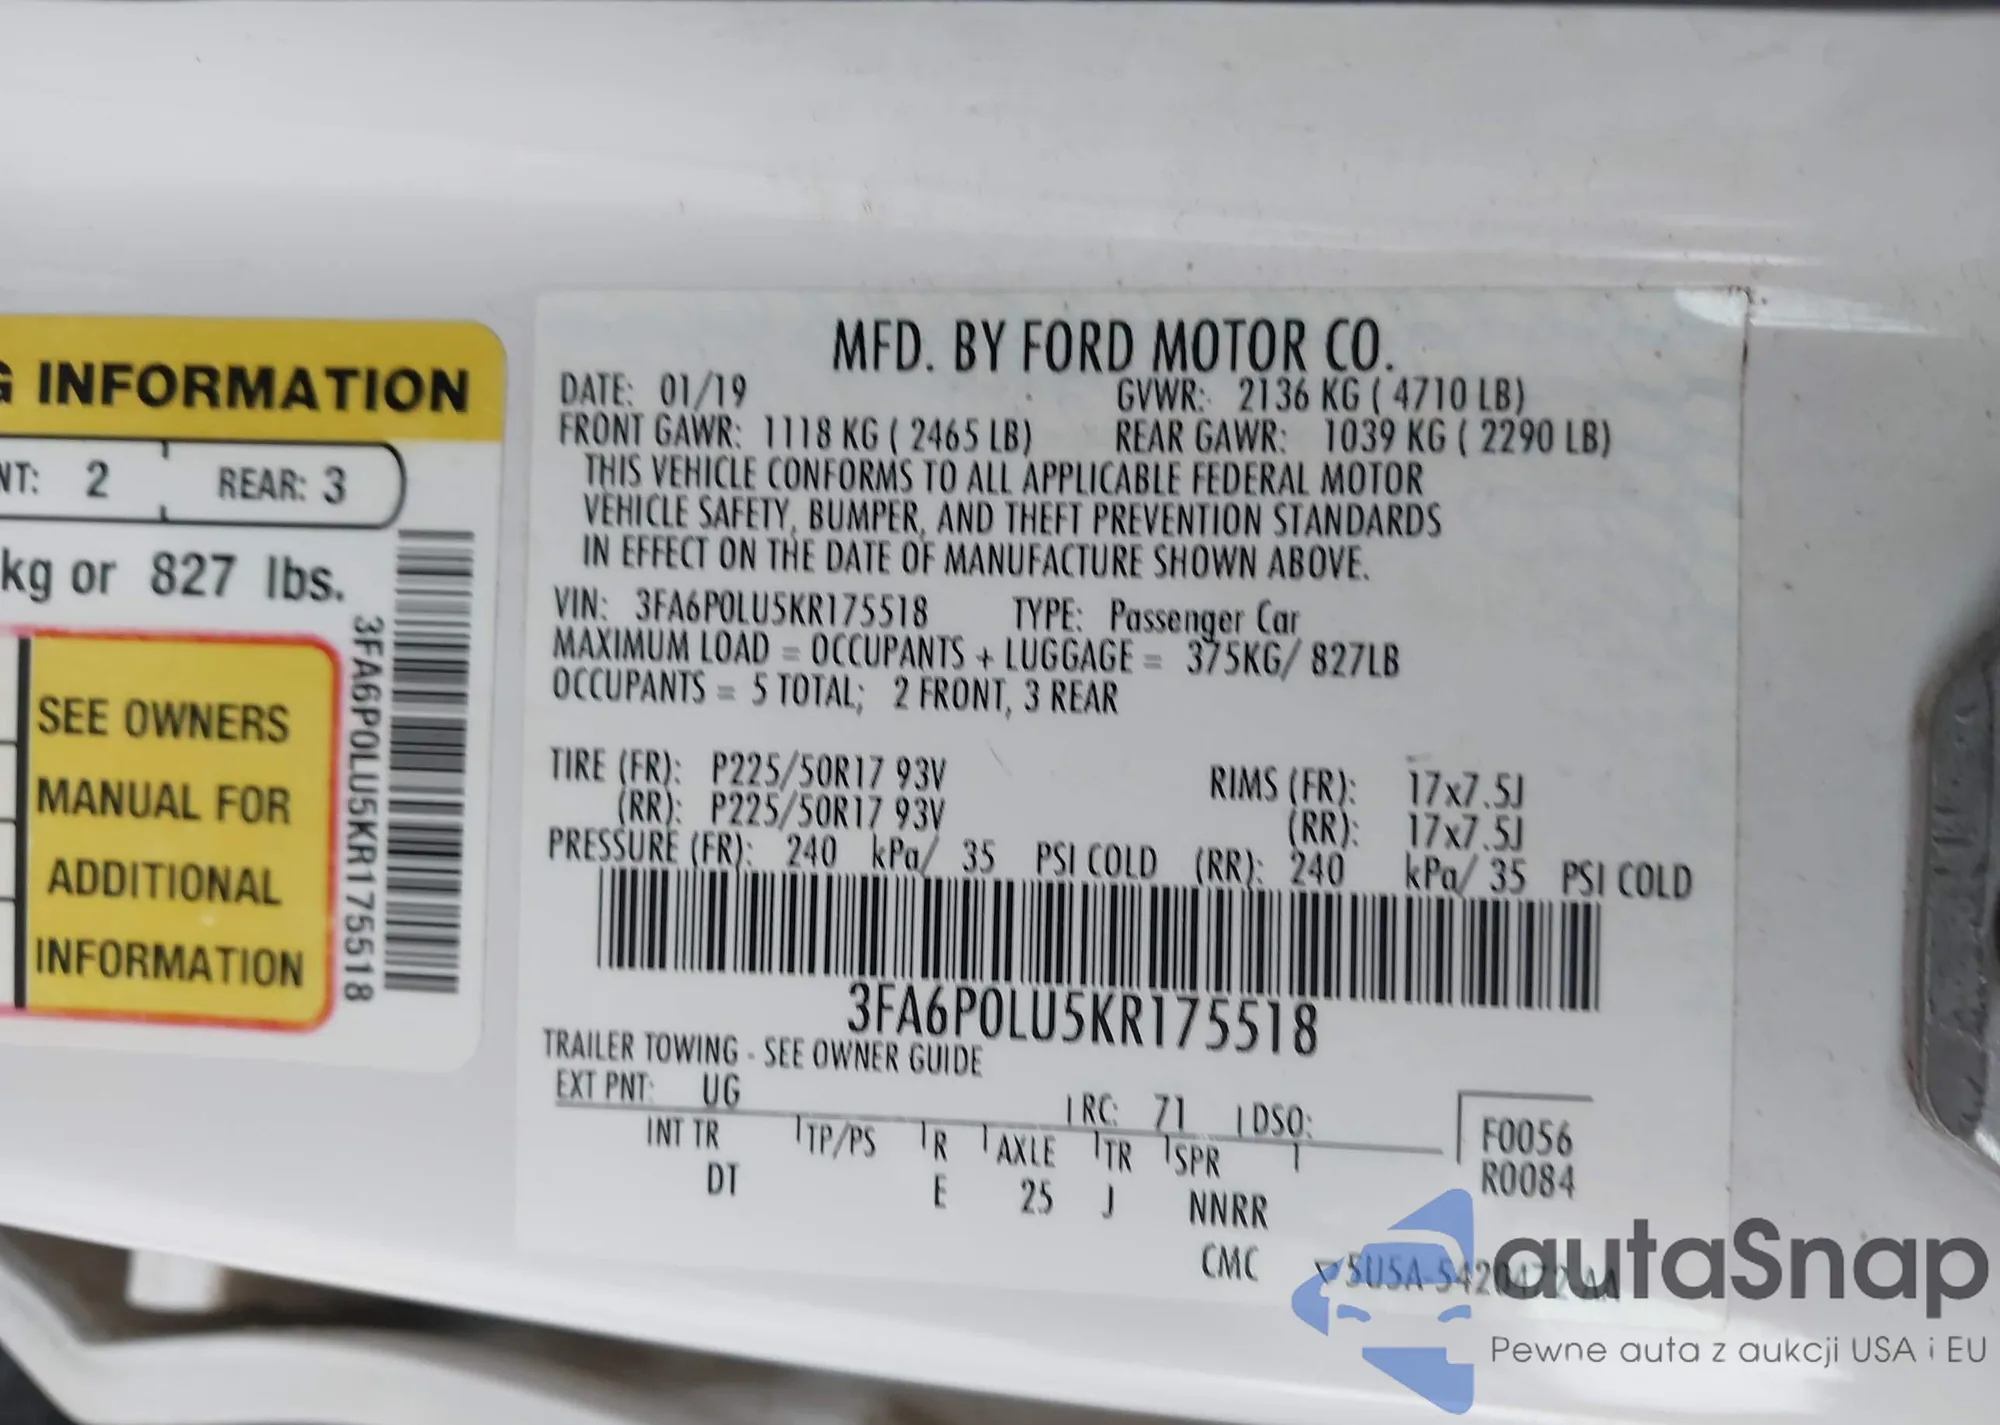 INFORMATION
NT: 2 REAR: 3
kg or 827 lbs.
SEE OWNERS
MANUAL FOR
ADDITIONAL
INFORMATION
3FA6P0LU5KR175518
MFD. BY FORD MOTOR CO.
DATE: 01/19 GVWR: 2136 KG ( 4710 LB)
FRONT GAWR: 1118 KG ( 2465 LB) REAR GAWR: 1039 KG ( 2290 LB)
THIS VEHICLE CONFORMS TO ALL APPLICABLE FEDERAL MOTOR
VEHICLE SAFETY, BUMPER, AND THEFT PREVENTION STANDARDS
IN EFFECT ON THE DATE OF MANUFACTURE SHOWN ABOVE.
VIN: 3FA6P0LU5KR175518 TYPE: Passenger Car
MAXIMUM LOAD = OCCUPANTS + LUGGAGE = 375KG/ 827LB
OCCUPANTS = 5 TOTAL; 2 FRONT, 3 REAR
TIRE (FR): P225/50R17 93V RIMS (FR): 17x7.5J
(RR): P225/50R17 93V (RR): 17x7.5J
PRESSURE (FR): 240 kPa/ 35 PSI COLD (RR): 240 kPa/ 35 PSI COLD
3FA6P0LU5KR175518
TRAILER TOWING - SEE OWNER GUIDE
EXT PNT: UG RC: 71 DSO: F0056
INT TR TP/PS R AXLE TR SPR R0084
DT E 25 J NNRR
CMC
autaSnap
Pewne auta z aukcji USA i EU